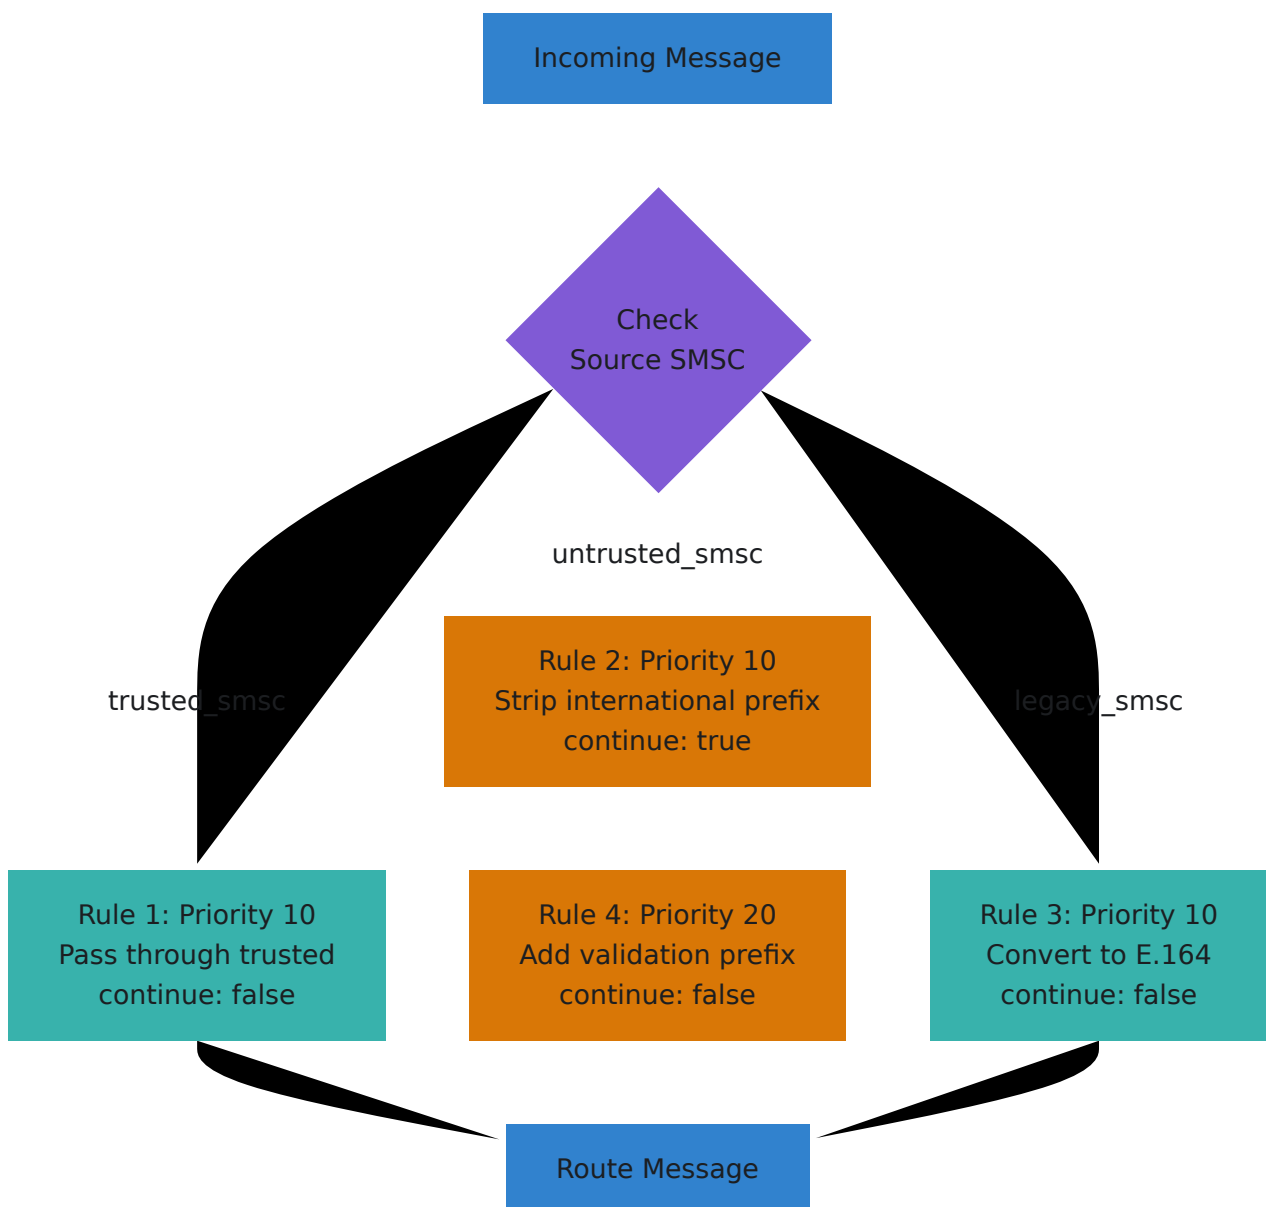 Incoming Message
Check
Source SMSC
untrusted_smsc
trusted_smsc
legacy_smsc
Rule 2: Priority 10
Strip international prefix
continue: true
Rule 1: Priority 10
Pass through trusted
continue: false
Rule 4: Priority 20
Add validation prefix
continue: false
Rule 3: Priority 10
Convert to E.164
continue: false
Route Message